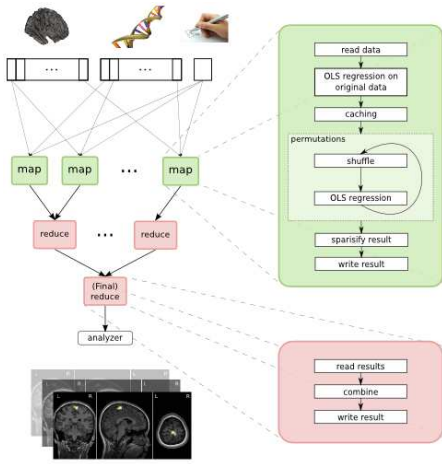 ...
...
read data
OLS regression on
original data
caching
permutations
shuffle
OLS regression
sparisify result
write result
map
map
...
map
reduce
...
reduce
(Final)
reduce
analyzer
read results
combine
write result
L
R
L
R
L
R